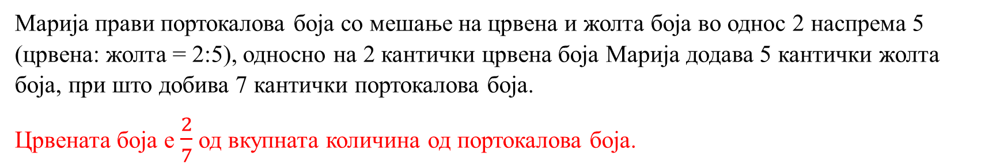 Марија прави портокалова боја со мешање на црвена и жолта боја во однос 2 наспрема 5
(црвена: жолта = 2:5), односно на 2 кантички црвена боја Марија додава 5 кантички жолта
боја, при што добива 7 кантички портокалова боја.
Црвената боја е 2/7 од вкупната количина од портокалова боја.